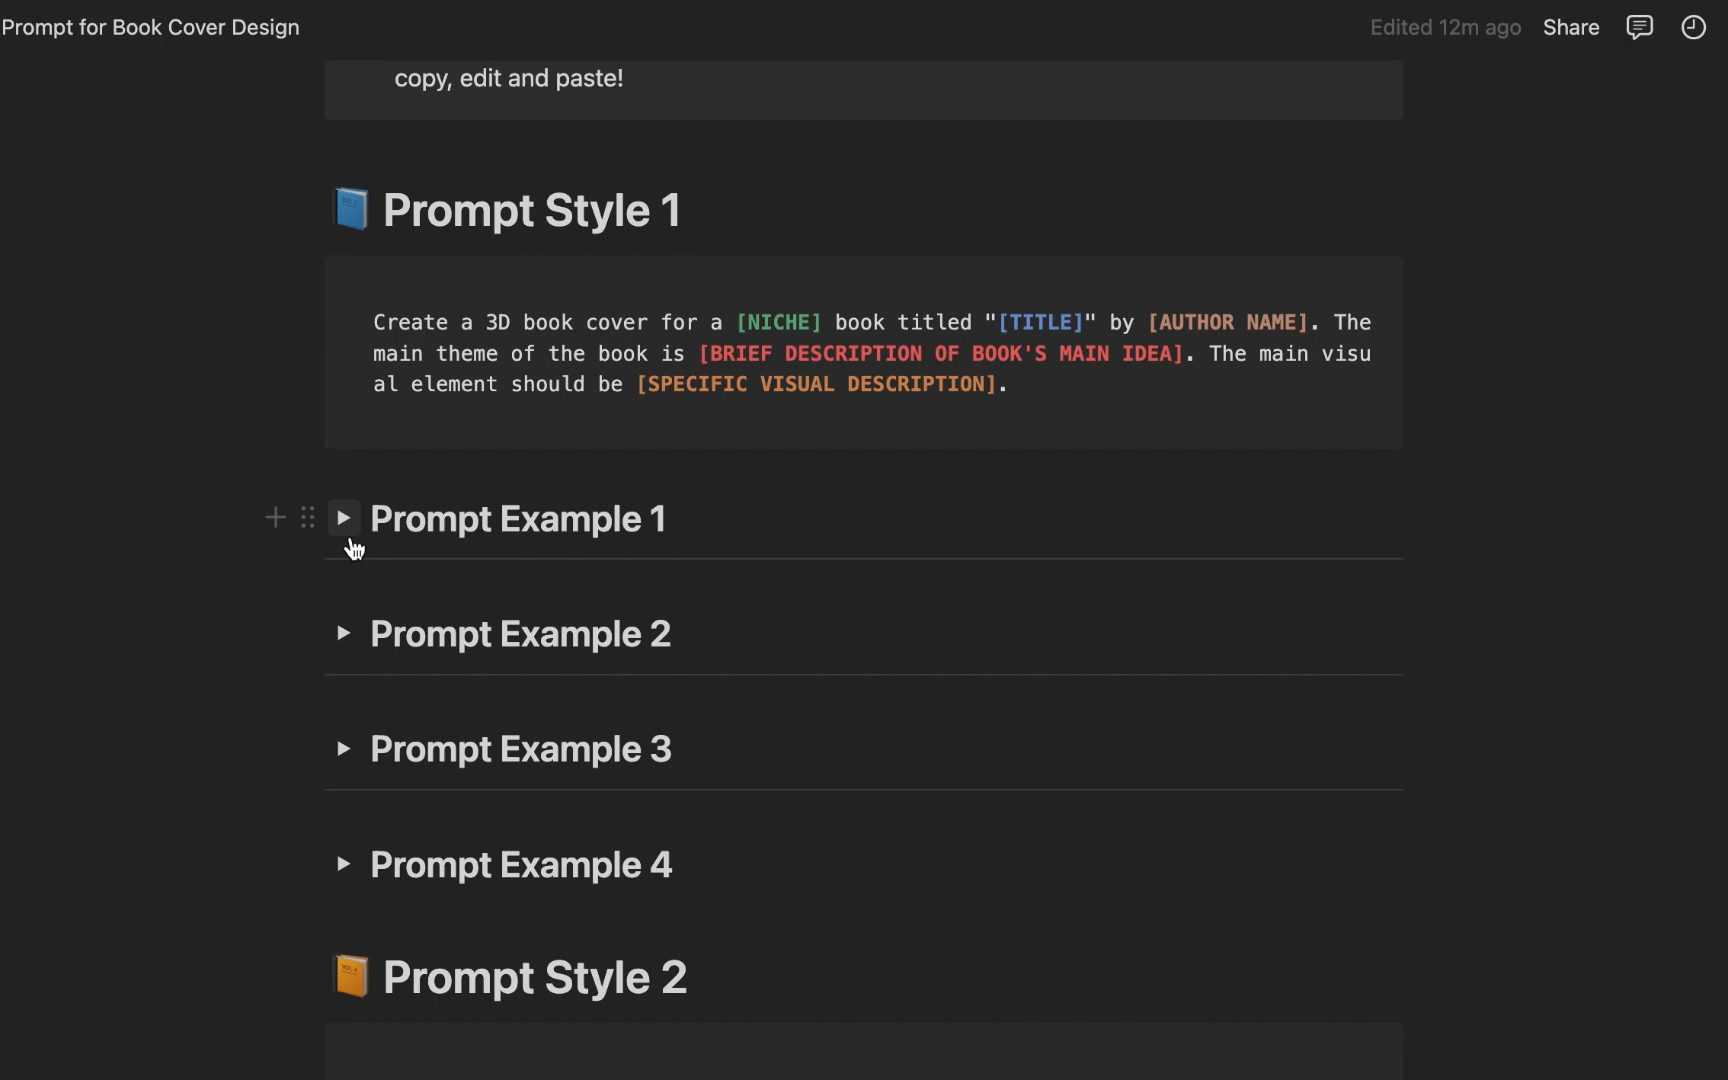 Prompt for Book Cover Design
Edited 12m ago Share
copy, edit and paste!
Prompt Style 1
Create a 3D book cover for a [NICHE] book titled "[TITLE]" by [AUTHOR NAME]. The
main theme of the book is [BRIEF DESCRIPTION OF BOOK'S MAIN IDEA]. The main visu
al element should be [SPECIFIC VISUAL DESCRIPTION].
Prompt Example 1
Prompt Example 2
Prompt Example 3
Prompt Example 4
Prompt Style 2